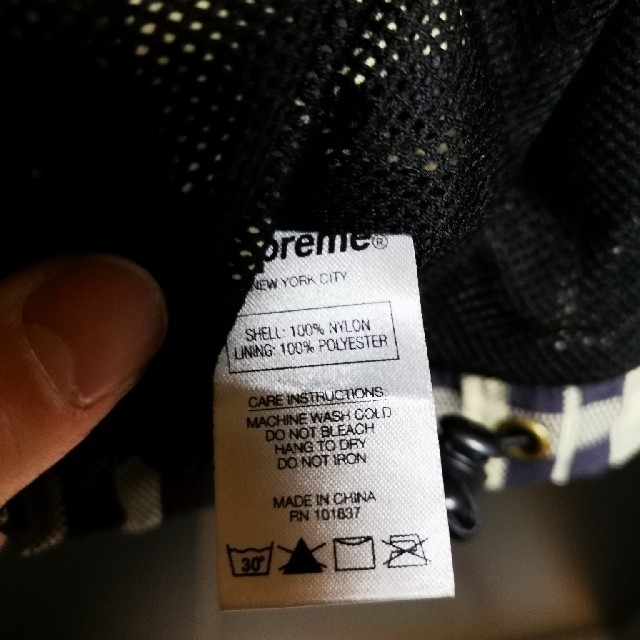 preme®
NEW YORK CITY
SHELL: 100% NYLON
LINING: 100% POLYESTER
CARE INSTRUCTIONS
MACHINE WASH COLD
DO NOT BLEACH
HANG TO DRY
DO NOT IRON
MADE IN CHINA
RN 101837
30°